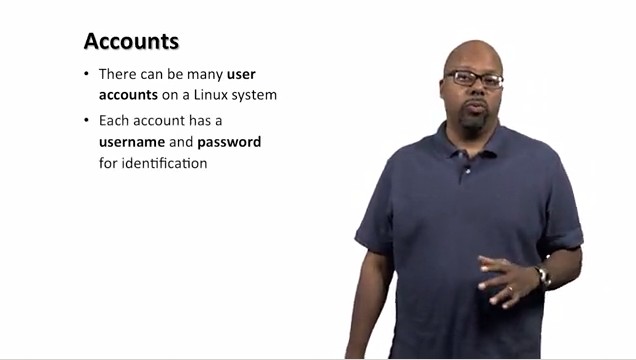 Accounts
• There can be many user
accounts on a Linux system
• Each account has a
username and password
for identification